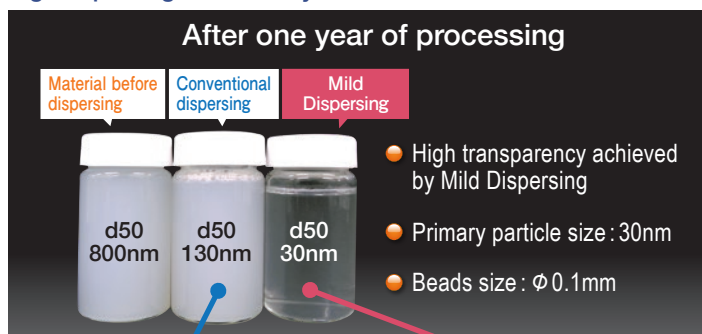 After one year of processing
Material before
dispersing
Conventional
dispersing
Mild
Dispersing
d50
800nm
d50
130nm
d50
30nm
High transparency achieved
by Mild Dispersing
Primary particle size : 30nm
Beads size : Φ0.1mm